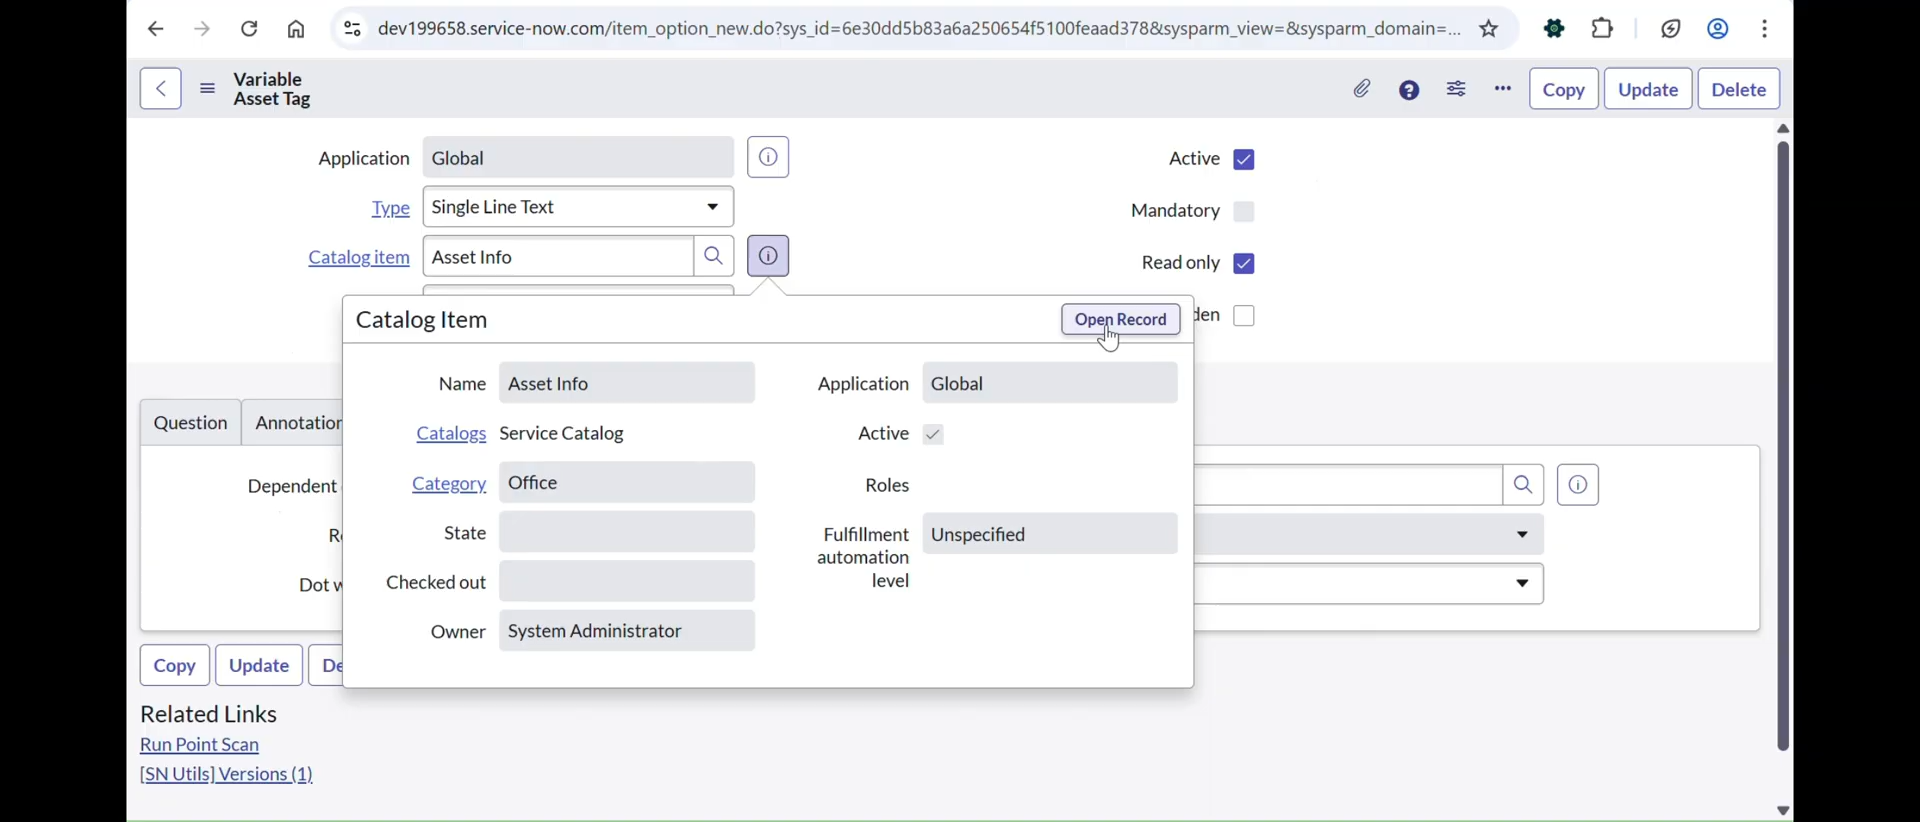 dev199658.service-now.com/item_option_new.do?sys_id=6e30dd5b83a6a250654f5100feaad378&sysparm_view=&sysparm_domain=...
Variable
Asset Tag
Copy
Update
Delete
Application
Global
Active
Type
Single Line Text
Mandatory
Catalog item
Asset Info
Read only
den
Catalog Item
Open Record
Name
Asset Info
Application
Global
Catalogs
Service Catalog
Active
Category
Office
Roles
State
Fulfillment
automation
level
Unspecified
Checked out
Owner
System Administrator
Question
Annotation
Dependent
Dot w
Copy
Update
De
Related Links
Run Point Scan
[SN Utils] Versions (1)